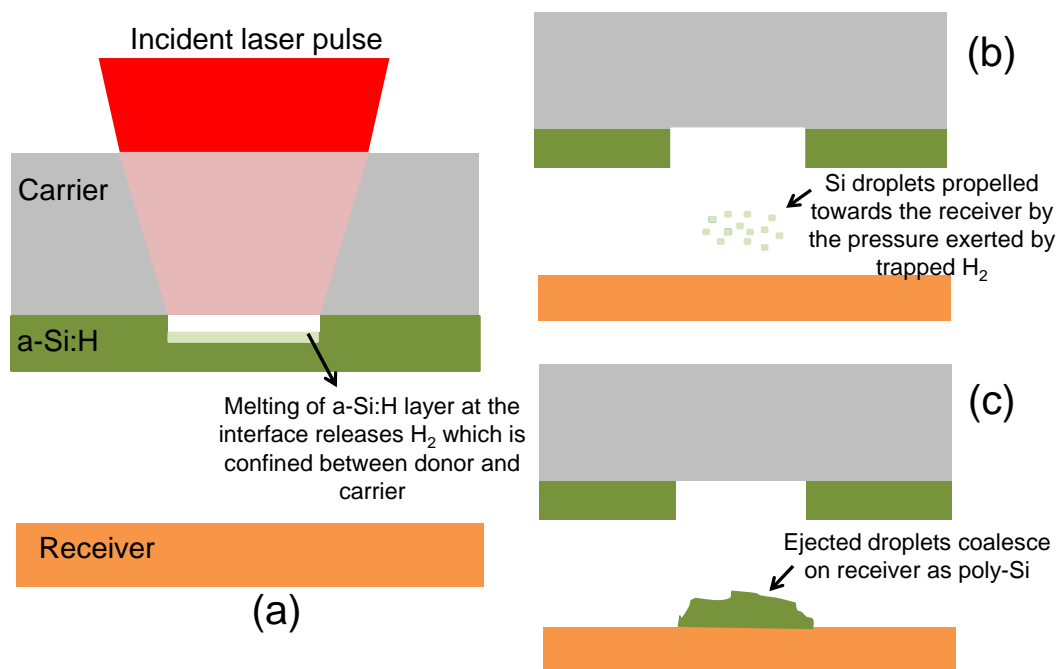 Incident laser pulse
Carrier
a-Si:H
Melting of a-Si:H layer at the
interface releases H₂ which is
confined between donor and
carrier
Receiver
(a)
(b)
Si droplets propelled
towards the receiver by
the pressure exerted by
trapped H₂
(c)
Ejected droplets coalesce
on receiver as poly-Si